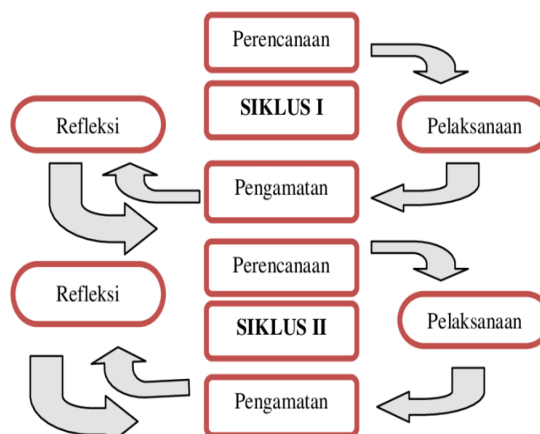 Perencanaan
SIKLUS I
Refleksi
Pelaksanaan
Pengamatan
Perencanaan
Refleksi
SIKLUS II
Pelaksanaan
Pengamatan